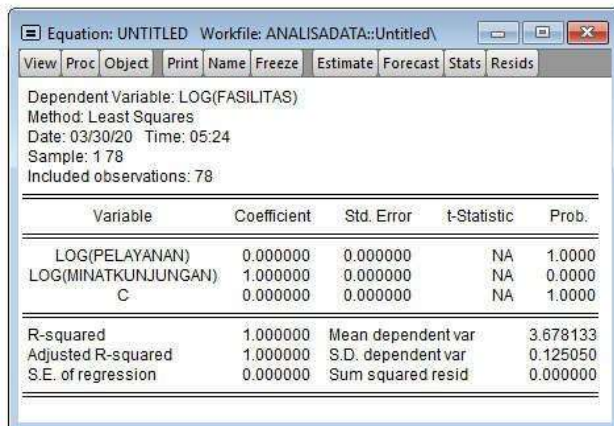 Equation: UNTITLED Workfile: ANALISADATA::Untitled\
View Proc Object Print Name Freeze Estimate Forecast Stats Resids
Dependent Variable: LOG(FASILITAS)
Method: Least Squares
Date: 03/30/20 Time: 05:24
Sample: 1 78
Included observations: 78
Variable Coefficient Std. Error t-Statistic Prob.
LOG(PELAYANAN) 0.000000 0.000000 NA 1.0000
LOG(MINATKUNJUNGAN) 1.000000 0.000000 NA 0.0000
C 0.000000 0.000000 NA 1.0000
R-squared 1.000000 Mean dependent var 3.678133
Adjusted R-squared 1.000000 S.D. dependent var 0.125050
S.E. of regression 0.000000 Sum squared resid 0.000000